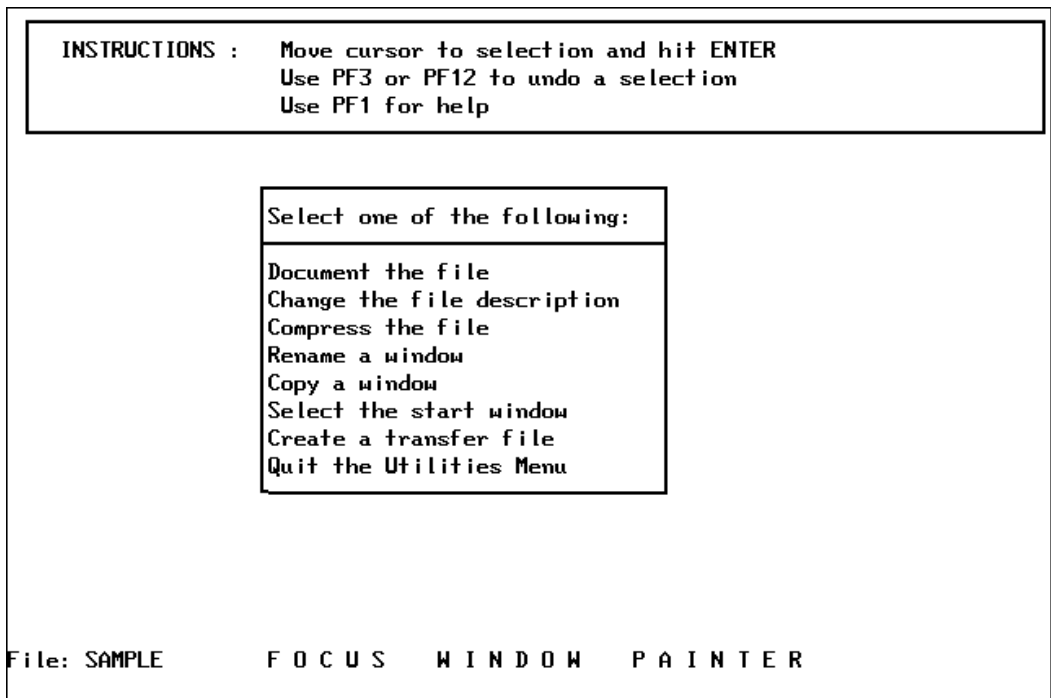 INSTRUCTIONS : Move cursor to selection and hit ENTER
Use PF3 or PF12 to undo a selection
Use PF1 for help
Select one of the following:
Document the file
Change the file description
Compress the file
Rename a window
Copy a window
Select the start window
Create a transfer file
Quit the Utilities Menu
File: SAMPLE F O C U S W I N D O W P A I N T E R